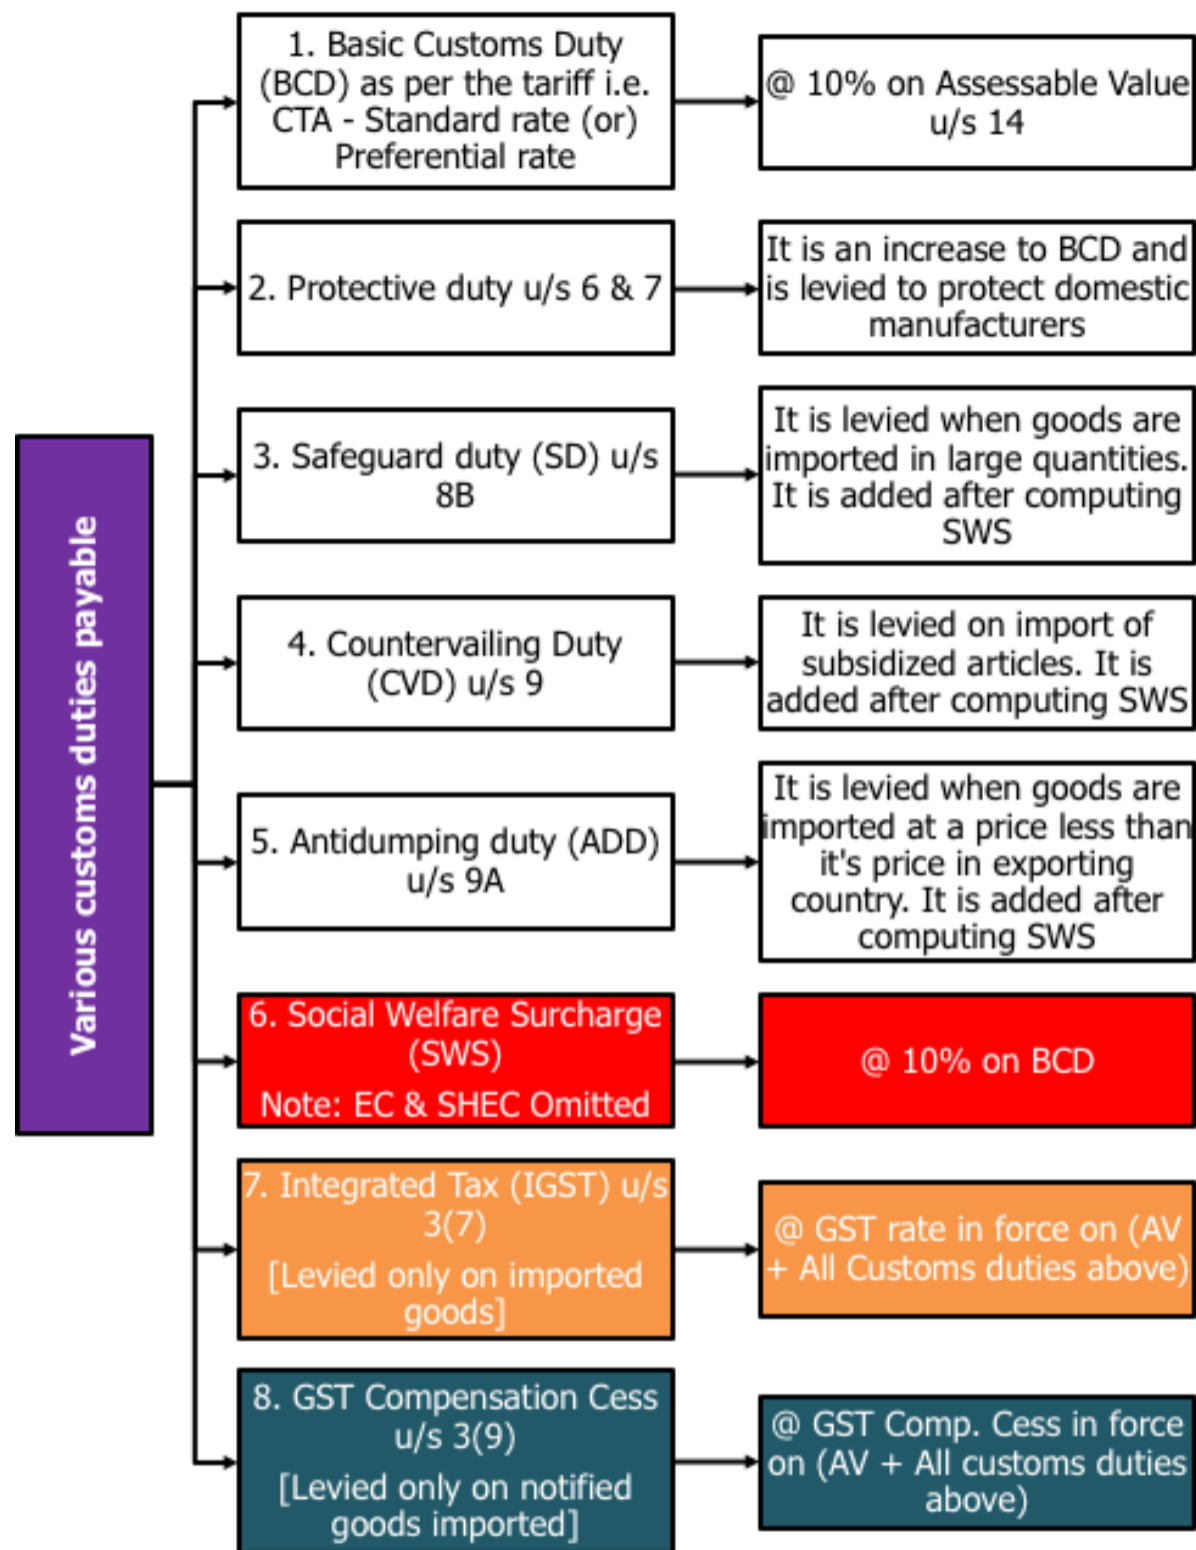 Various customs duties payable
1. Basic Customs Duty
(BCD) as per the tariff i.e.
CTA - Standard rate (or)
Preferential rate
@ 10% on Assessable Value
u/s 14
2. Protective duty u/s 6 & 7
It is an increase to BCD and
is levied to protect domestic
manufacturers
3. Safeguard duty (SD) u/s
8B
It is levied when goods are
imported in large quantities.
It is added after computing
SWS
4. Countervailing Duty
(CVD) u/s 9
It is levied on import of
subsidized articles. It is
added after computing SWS
5. Antidumping duty (ADD)
u/s 9A
It is levied when goods are
imported at a price less than
it's price in exporting
country. It is added after
computing SWS
6. Social Welfare Surcharge
(SWS)
Note: EC & SHEC Omitted
@ 10% on BCD
7. Integrated Tax (IGST) u/s
3(7)
[Levied only on imported
goods]
@ GST rate in force on (AV
+ All Customs duties above)
8. GST Compensation Cess
u/s 3(9)
[Levied only on notified
goods imported]
@ GST Comp. Cess in force
on (AV + All customs duties
above)